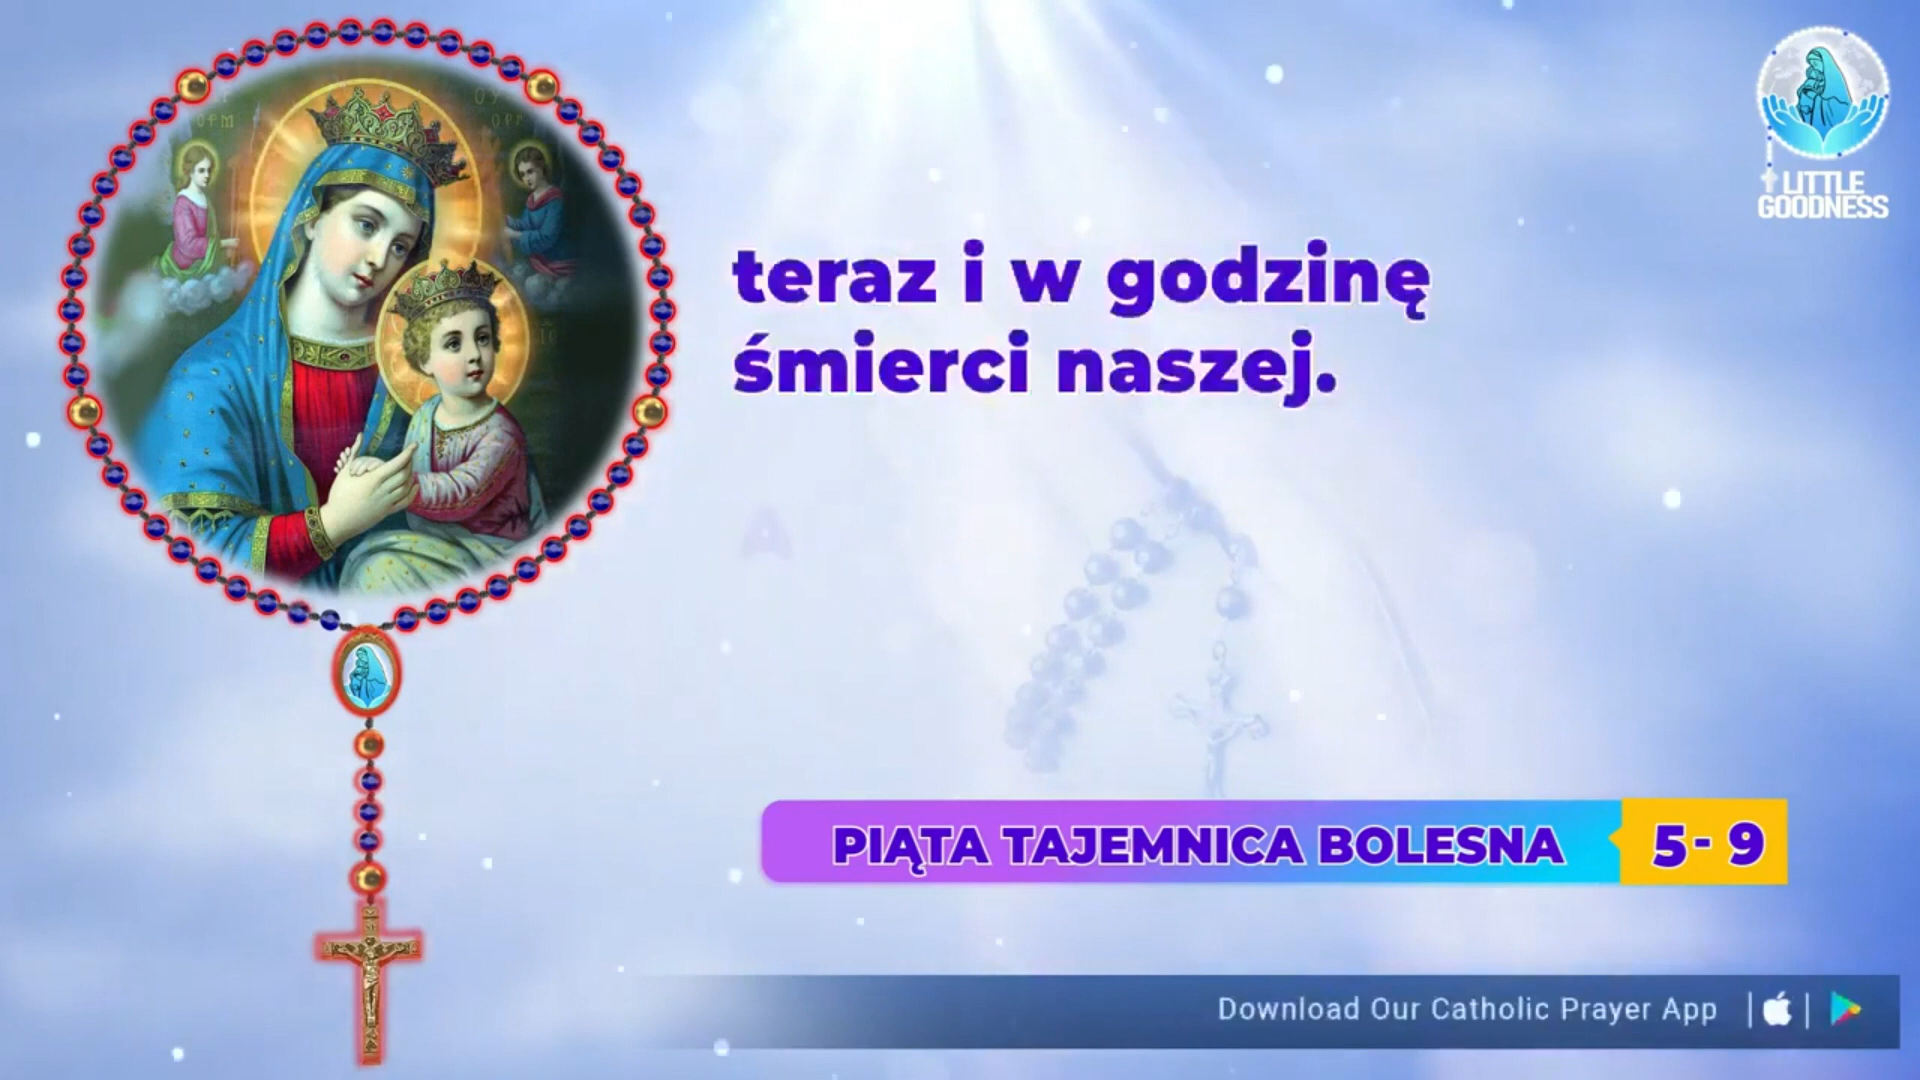 LITTLE
GOODNESS
teraz i w godzinę
śmierci naszej.
A
PIĄTA TAJEMNICA BOLESNA 5- 9
Download Our Catholic Prayer App